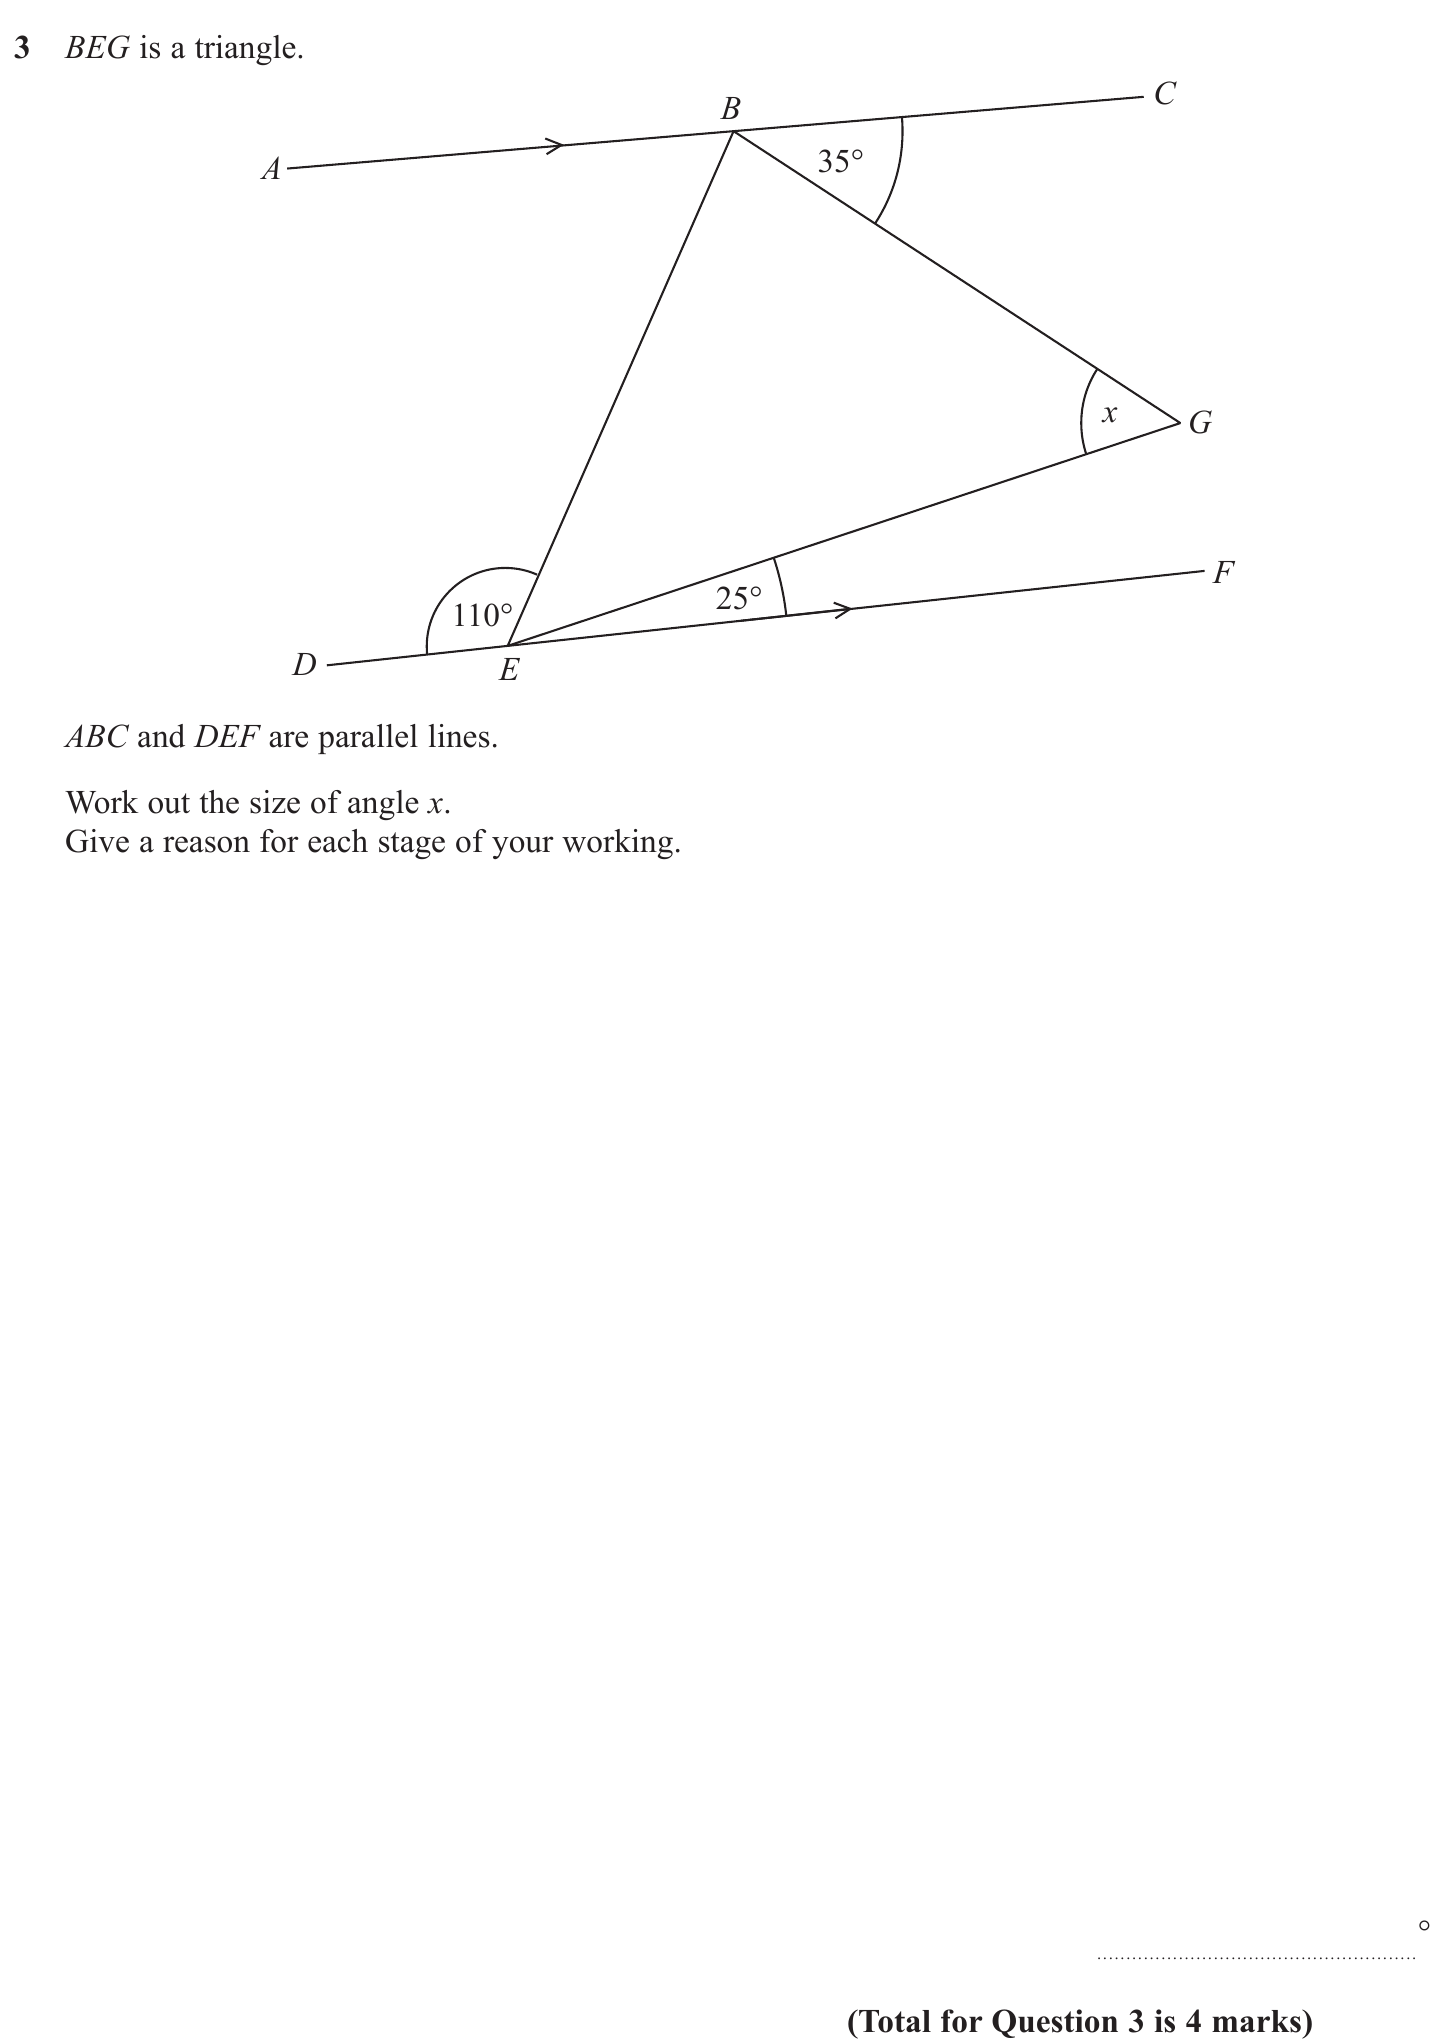 3 BEG is a triangle.
C
B
A
35°
x
G
F
25°
110°
D
E
ABC and DEF are parallel lines.
Work out the size of angle x.
Give a reason for each stage of your working.
°
(Total for Question 3 is 4 marks)